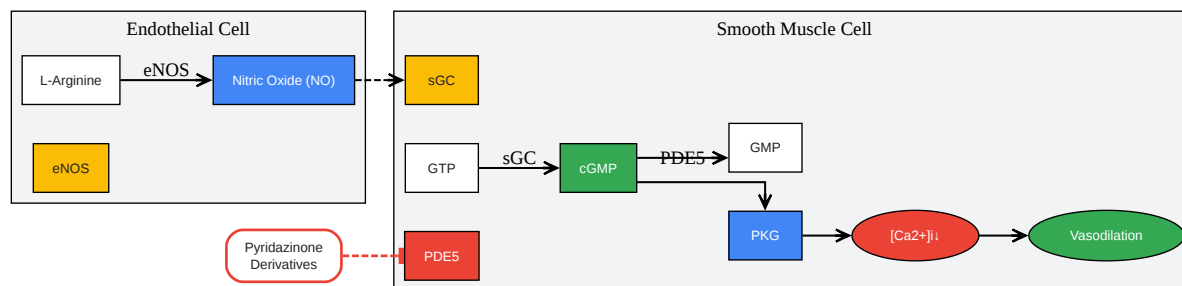 Endothelial Cell
Smooth Muscle Cell
L-Arginine
eNOS
Nitric Oxide (NO)
sGC
eNOS
GTP
sGC
cGMP
PDE5
GMP
Pyridazinone
Derivatives
PDE5
PKG
[Ca2+]i↓
Vasodilation